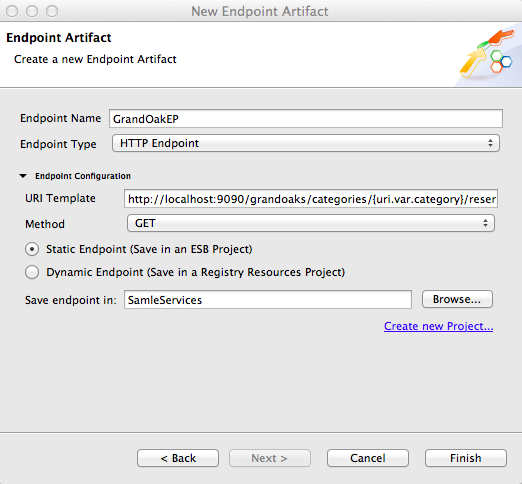 New Endpoint Artifact
Endpoint Artifact
Create a new Endpoint Artifact
Endpoint Name GrandOakEP
Endpoint Type HTTP Endpoint
Endpoint Configuration
URI Template http://localhost:9090/grandoaks/categories/{uri.var.category}/reser
Method GET
Static Endpoint (Save in an ESB Project)
Dynamic Endpoint (Save in a Registry Resources Project)
Save endpoint in: SamleServices Browse...
Create new Project...
< Back Next > Cancel Finish